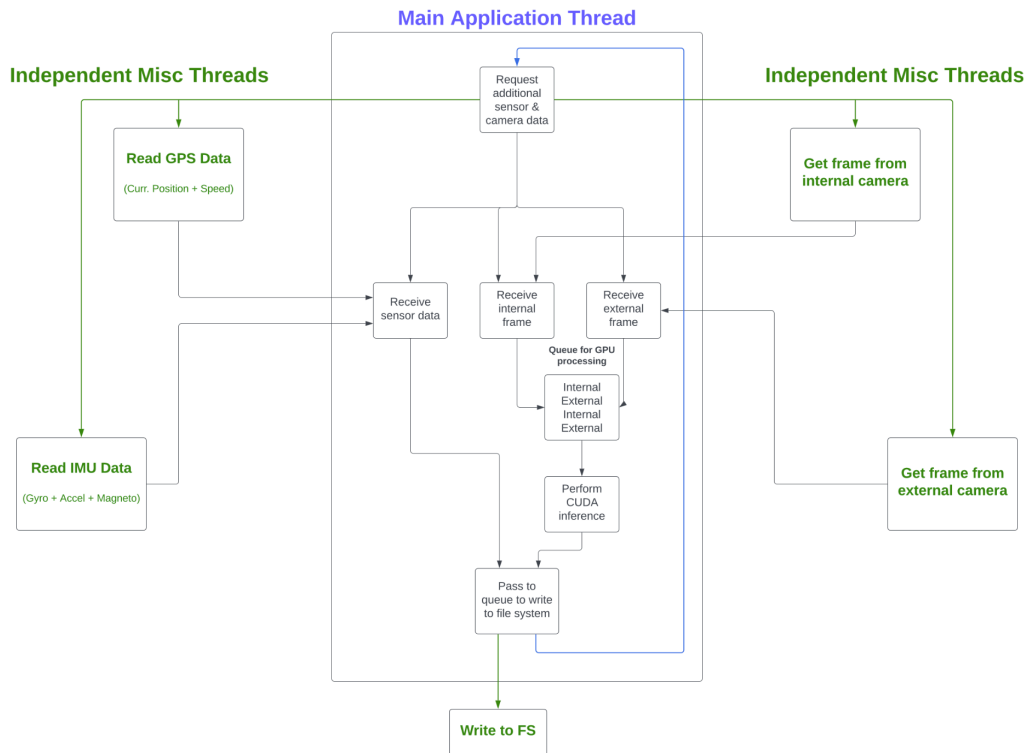 Main Application Thread
Independent Misc Threads
Independent Misc Threads
Request
additional
sensor &
camera data
Read GPS Data
(Curr. Position + Speed)
Get frame from
internal camera
Receive
sensor data
Receive
internal
frame
Receive
external
frame
Queue for GPU
processing
Internal
External
Internal
External
Read IMU Data
(Gyro + Accel + Magneto)
Get frame from
external camera
Perform
CUDA
inference
Pass to
queue to write
to file system
Write to FS